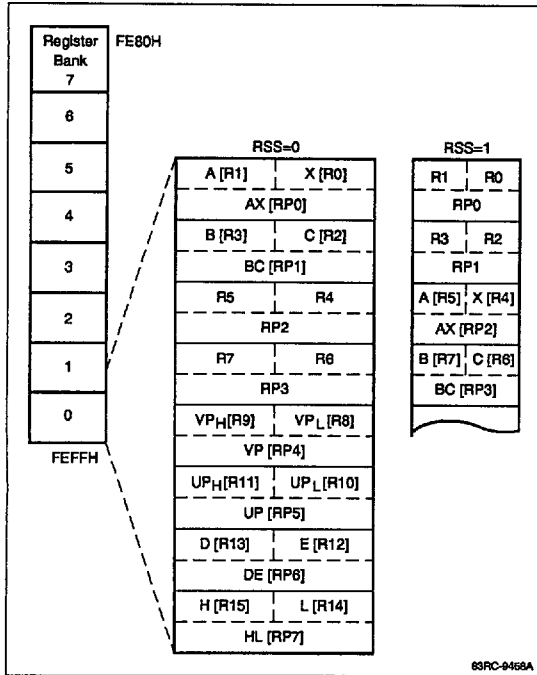 Register Bank 7
FE80H
6
5
4
3
2
1
0
FEFFH
RSS=0
A [R1] X [R0]
AX [RP0]
B [R3] C [R2]
BC [RP1]
R5 R4
RP2
R7 R6
RP3
VPH[R9] VPL[R8]
VP [RP4]
UPH[R11] UPL[R10]
UP [RP5]
D [R13] E [R12]
DE [RP6]
H [R15] L [R14]
HL [RP7]
RSS=1
R1 R0
RP0
R3 R2
RP1
A [R5] X [R4]
AX [RP2]
B [R7] C [R6]
BC [RP3]
83RC-9458A